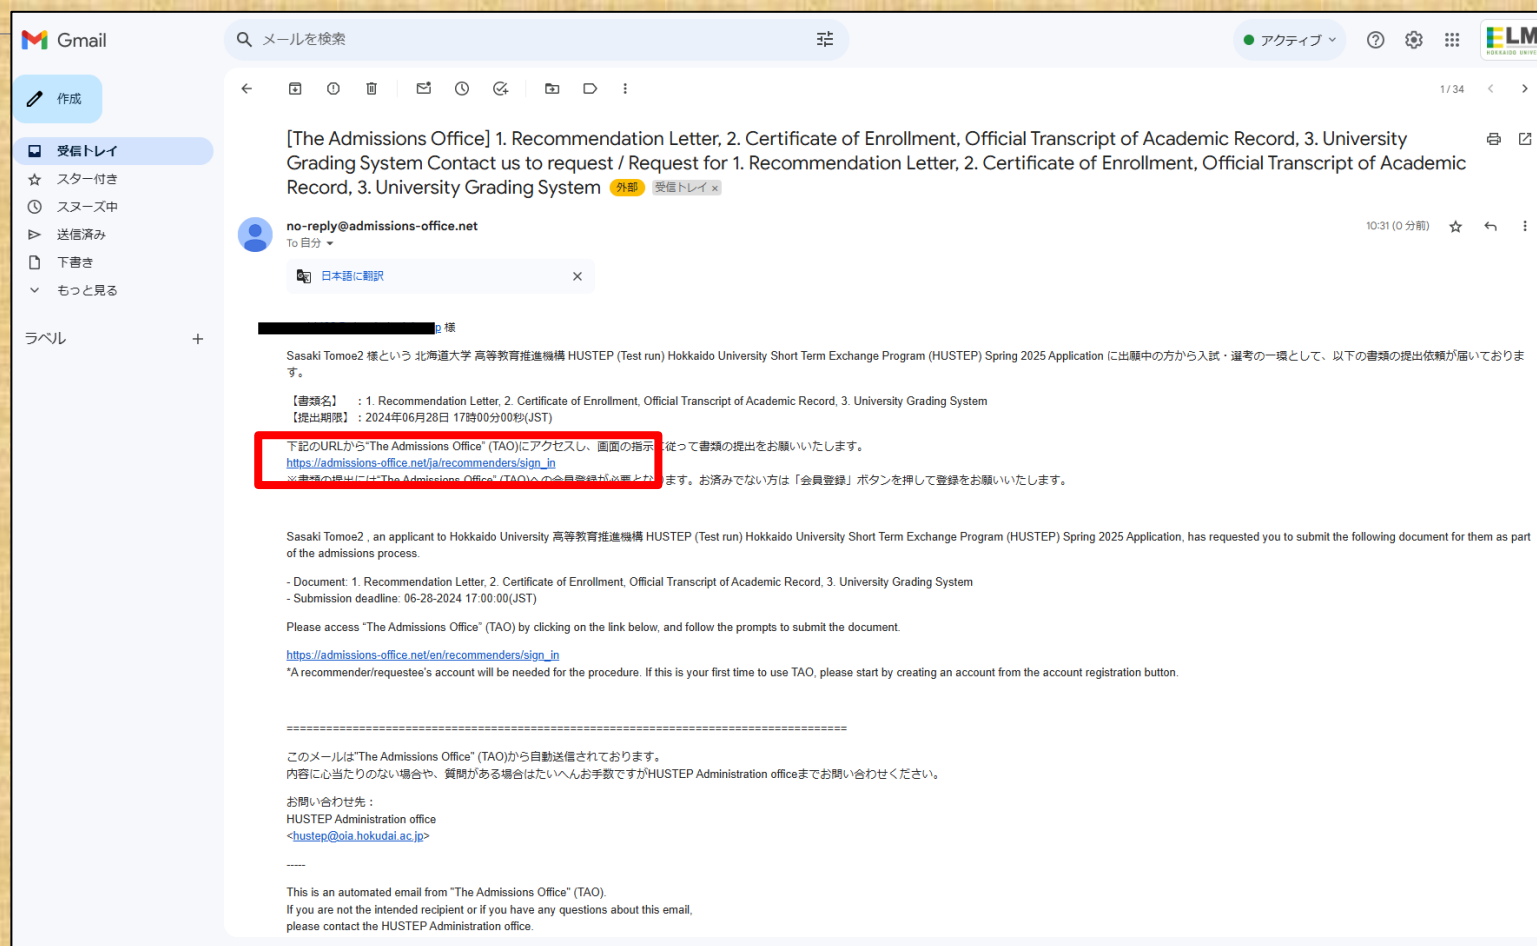 Gmail
メールを検索
アクティブ
ELM
作成
1 / 34
受信トレイ
スター付き
スヌーズ中
送信済み
下書き
もっと見る
ラベル
[The Admissions Office] 1. Recommendation Letter, 2. Certificate of Enrollment, Official Transcript of Academic Record, 3. University
Grading System Contact us to request / Request for 1. Recommendation Letter, 2. Certificate of Enrollment, Official Transcript of Academic
Record, 3. University Grading System 外部 受信トレイ ×
no-reply@admissions-office.net
10:31 (0 分前)
To 自分
日本語に翻訳
p 様
Sasaki Tomoe2 様という 北海道大学 高等教育推進機構 HUSTEP (Test run) Hokkaido University Short Term Exchange Program (HUSTEP) Spring 2025 Application に出願中の方から入試・選考の一環として、以下の書類の提出依頼が届いておりま
す。
【書類名】 : 1. Recommendation Letter, 2. Certificate of Enrollment, Official Transcript of Academic Record, 3. University Grading System
【提出期限】 : 2024年06月28日 17時00分00秒(JST)
下記のURLから"The Admissions Office" (TAO)にアクセスし、画面の指示に従って書類の提出をお願いいたします。
https://admissions-office.net/ja/recommenders/sign_in
※書類の提出には"The Admissions Office" (TAO)への会員登録が必要となります。お済みでない方は「会員登録」ボタンを押して登録をお願いいたします。
Sasaki Tomoe2 , an applicant to Hokkaido University 高等教育推進機構 HUSTEP (Test run) Hokkaido University Short Term Exchange Program (HUSTEP) Spring 2025 Application, has requested you to submit the following document for them as part
of the admissions process.
- Document: 1. Recommendation Letter, 2. Certificate of Enrollment, Official Transcript of Academic Record, 3. University Grading System
- Submission deadline: 06-28-2024 17:00:00(JST)
Please access “The Admissions Office” (TAO) by clicking on the link below, and follow the prompts to submit the document.
https://admissions-office.net/en/recommenders/sign_in
*A recommender/requestee's account will be needed for the procedure. If this is your first time to use TAO, please start by creating an account from the account registration button.
=====================================================================================
このメールは"The Admissions Office" (TAO)から自動送信されております。
内容に心当たりのない場合や、質問がある場合はたいへんお手数ですがHUSTEP Administration officeまでお問い合わせください。
お問い合わせ先：
HUSTEP Administration office
<hustep@oia.hokudai.ac.jp>
-----
This is an automated email from "The Admissions Office" (TAO).
If you are not the intended recipient or if you have any questions about this email,
please contact the HUSTEP Administration office.